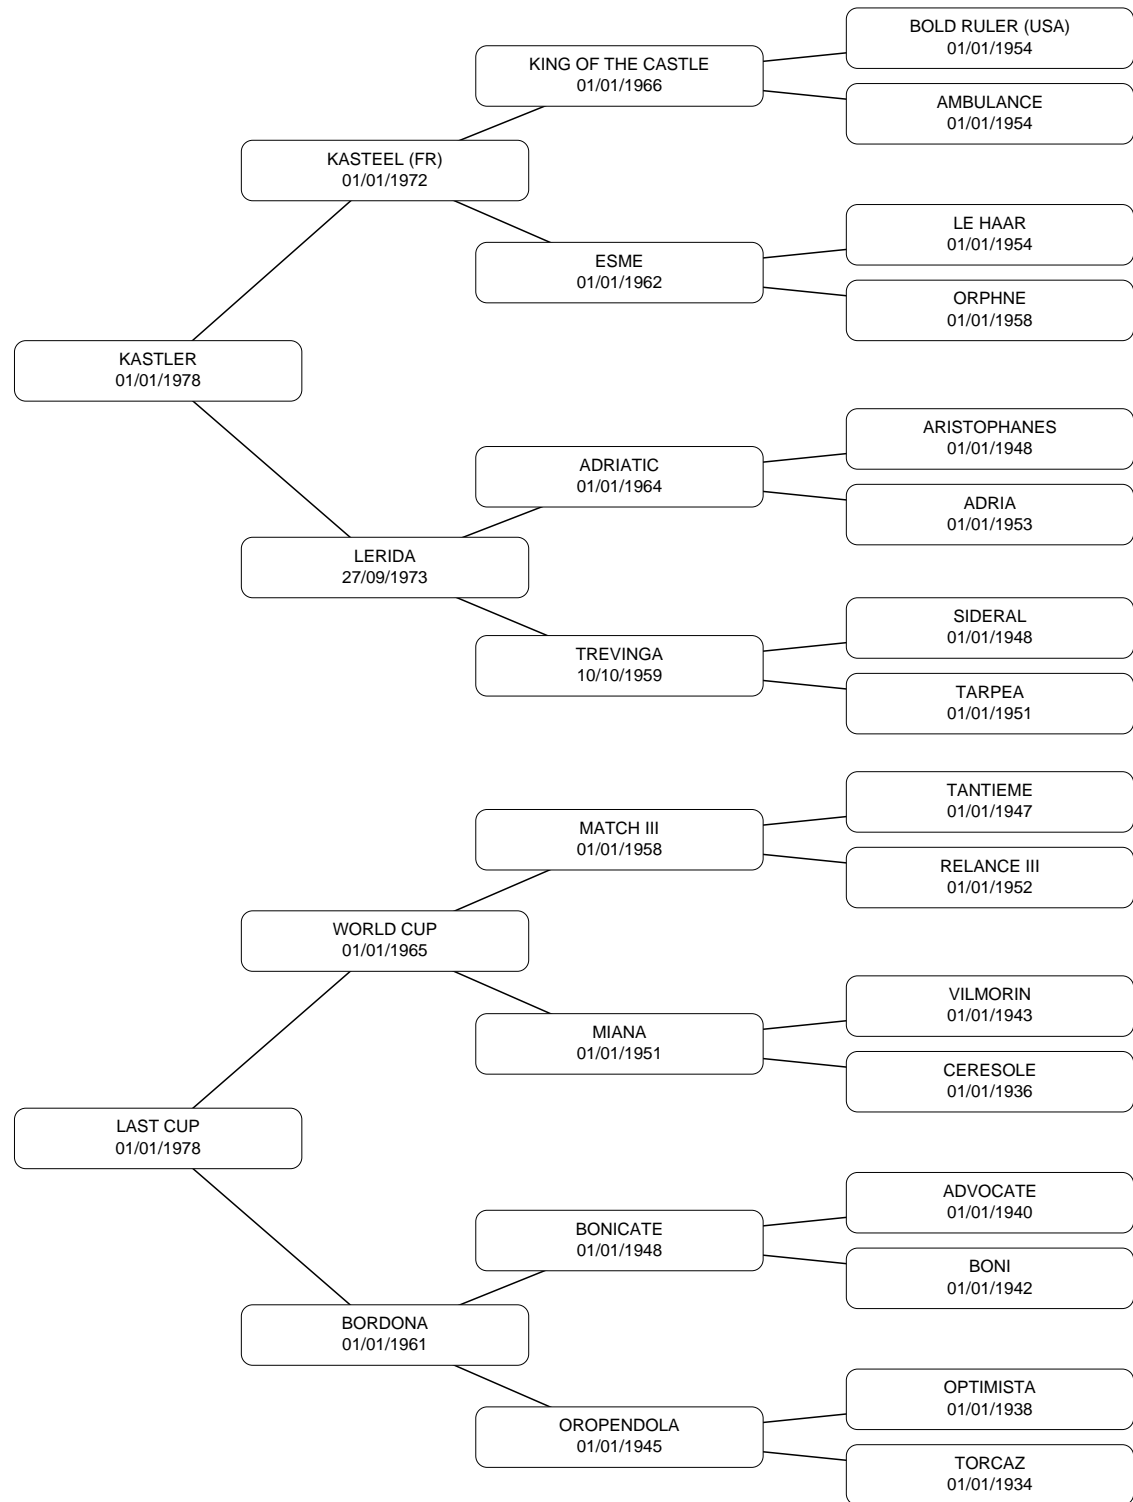 BOLD RULER (USA)
01/01/1954
KING OF THE CASTLE
01/01/1966
AMBULANCE
01/01/1954
KASTEEL (FR)
01/01/1972
LE HAAR
01/01/1954
ESME
01/01/1962
ORPHNE
01/01/1958
KASTLER
01/01/1978
ARISTOPHANES
01/01/1948
ADRIATIC
01/01/1964
ADRIA
01/01/1953
LERIDA
27/09/1973
SIDERAL
01/01/1948
TREVINGA
10/10/1959
TARPEA
01/01/1951
TANTIEME
01/01/1947
MATCH III
01/01/1958
RELANCE III
01/01/1952
WORLD CUP
01/01/1965
VILMORIN
01/01/1943
MIANA
01/01/1951
CERESOLE
01/01/1936
LAST CUP
01/01/1978
ADVOCATE
01/01/1940
BONICATE
01/01/1948
BONI
01/01/1942
BORDONA
01/01/1961
OPTIMISTA
01/01/1938
OROPENDOLA
01/01/1945
TORCAZ
01/01/1934